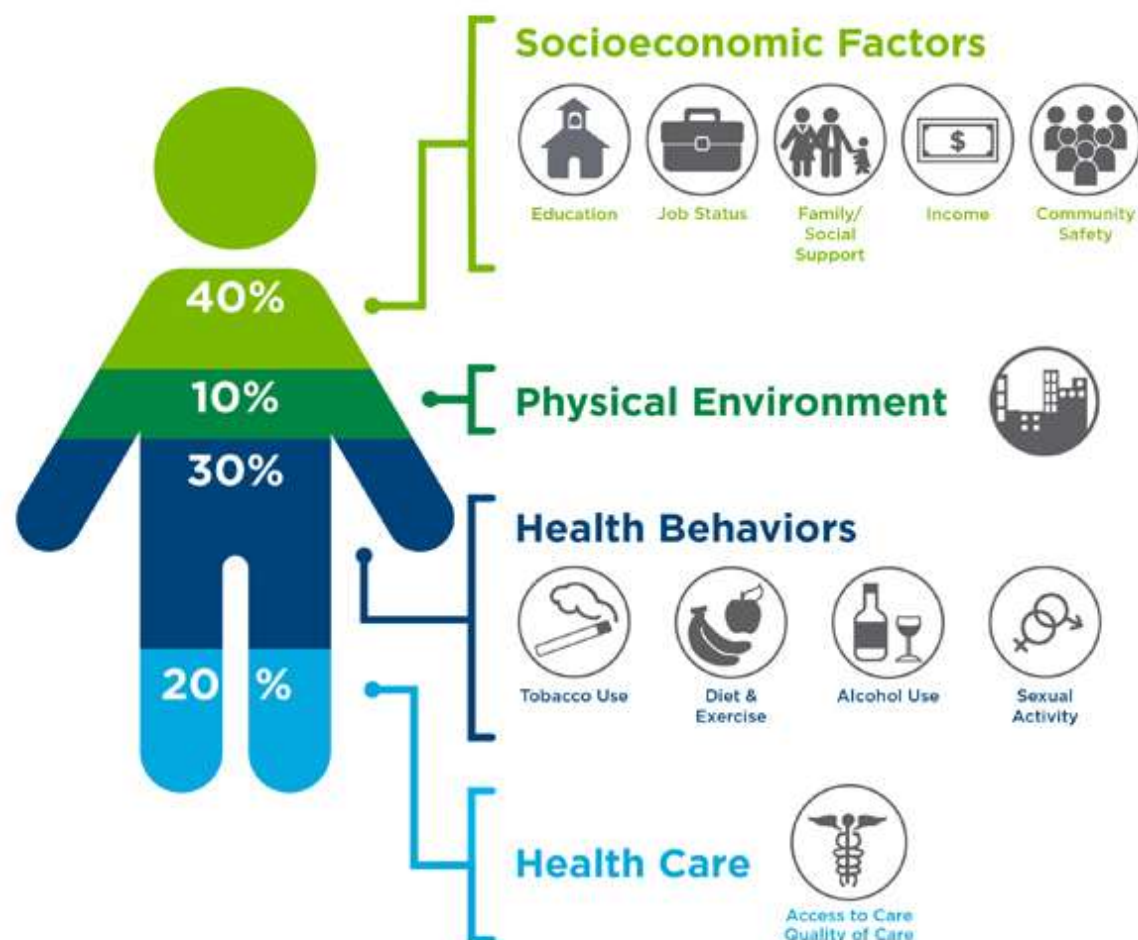 Socioeconomic Factors
$
Education
Job Status
Family/
Social
Support
Income
Community
Safety
40%
10%
Physical Environment
30%
Health Behaviors
Tobacco Use
Diet &
Exercise
Alcohol Use
Sexual
Activity
20 %
Health Care
Access to Care
Quality of Care